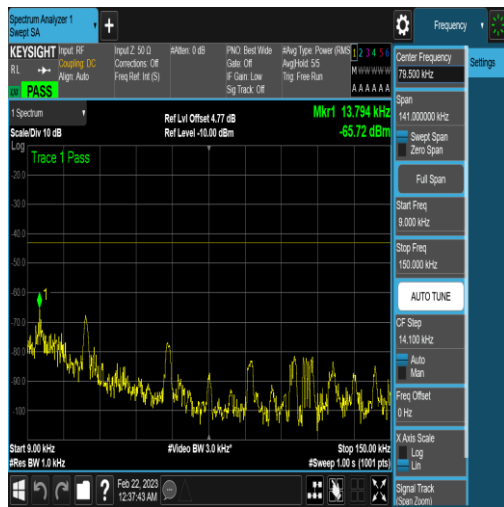 Spectrum Analyzer 1
Swept SA
Frequency
KEYSIGHT
RL
Input: RF
Coupling: DC
Align: Auto
Input Z: 50 Ω
Corrections: Off
Freq Ref: Int (S)
#Atten: 0 dB
PNO: Best Wide
Gate: Off
IF Gain: Low
Sig Track: Off
#Avg Type: Power (RMS
Avg|Hold: 5/5
Trig: Free Run
1 2 3 4 5 6
M w w w w w
A A A A A A
PASS
1 Spectrum
Scale/Div 10 dB
Log
Ref Lvl Offset 4.77 dB
Ref Level -10.00 dBm
Mkr1 13.794 kHz
-65.72 dBm
Trace 1 Pass
1
-20.0
-30.0
-40.0
-50.0
-60.0
-70.0
-80.0
-90.0
-100
Start 9.00 kHz
#Res BW 1.0 kHz
#Video BW 3.0 kHz*
Stop 150.00 kHz
#Sweep 1.00 s (1001 pts)
Feb 22, 2023
12:37:43 AM
?
Center Frequency
79.500 kHz
Settings
Span
141.000000 kHz
Swept Span
Zero Span
Full Span
Start Freq
9.000 kHz
Stop Freq
150.000 kHz
AUTO TUNE
CF Step
14.100 kHz
Auto
Man
Freq Offset
0 Hz
X Axis Scale
Log
Lin
Signal Track
(Span Zoom)